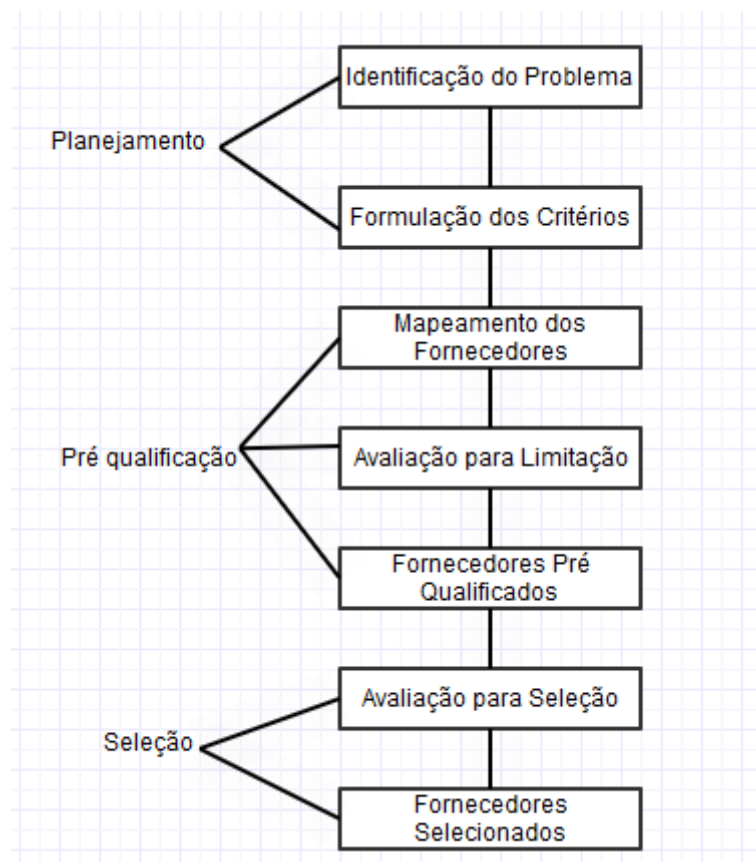 Identificação do Problema
Planejamento
Formulação dos Critérios
Mapeamento dos
Fornecedores
Pré qualificação
Avaliação para Limitação
Fornecedores Pré
Qualificados
Avaliação para Seleção
Seleção
Fornecedores
Selecionados